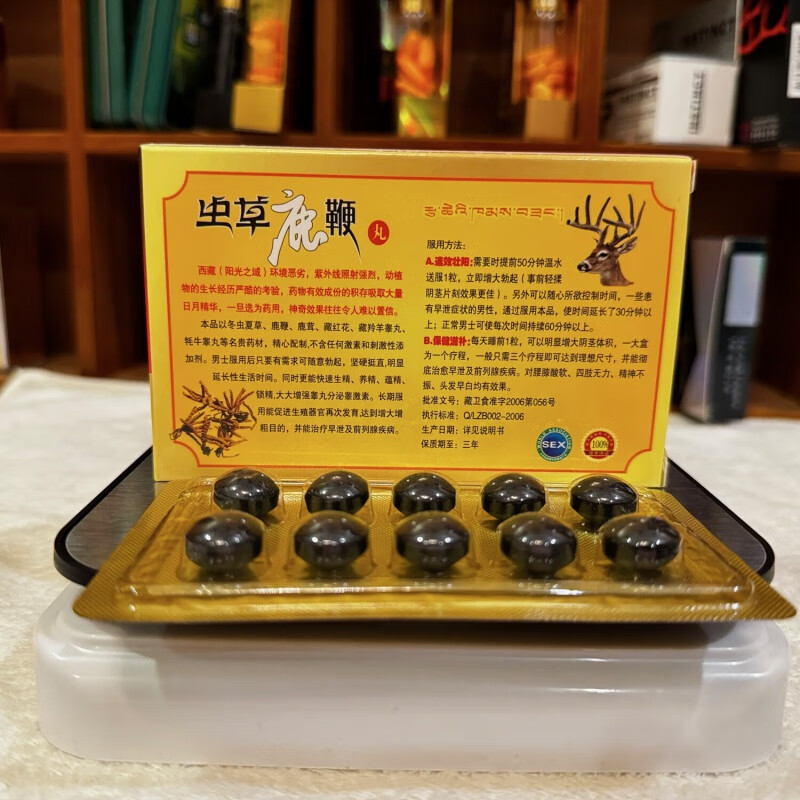 虫草鹿鞭丸
西藏（阳光之域）环境恶劣，紫外线照射强烈，动植
物的生长经历严酷的考验，药物有效成份的积存吸取大量
日月精华，一旦选为药用，神奇效果往往令人难以置信。
本品以冬虫夏草、鹿鞭、鹿茸、藏红花、藏羚羊睾丸、
牦牛睾丸等名贵药材，精心配制，不含任何激素和刺激性添
加剂。男士服用后只要有需求可随意勃起，坚硬挺直，明显
延长性生活时间。同时更能快速生精、养精、蕴精、
锁精，大大增强睾丸分泌睾激素。长期服
用能促进生殖器官再次发育，达到增大增
粗目的，并能治疗早泄及前列腺疾病。
服用方法：
A.速效壮阳：需要时提前50分钟温水
送服1粒，立即增大勃起（事前轻揉
阴茎片刻效果更佳）。另外可以随心所欲控制时间，一些患
有早泄症状的男性，通过服用本品，使时间延长了30分钟以
上；正常男士可使每次时间持续60分钟以上。
B.保健滋补：每天睡前1粒，可以明显增大阴茎体积，一大盒
为一个疗程，一般只需三个疗程即可达到理想尺寸，并能彻
底治愈早泄及前列腺疾病。对腰膝酸软、四肢无力、精神不
振、头发早白均有效果。
批准文号：藏卫食准字2006第056号
执行标准：Q/LZB002-2006
生产日期：详见说明书
保质期至：三年
SEX
100%